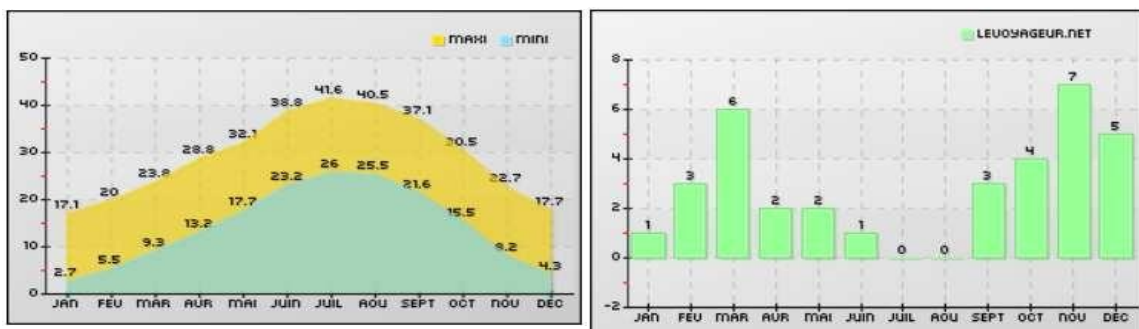 MAXI MINI
50
40
30
20
10
0
17.1 20 23.8 28.8 32.1 38.8 41.6 40.5 37.1 30.5 22.7 17.7
2.7 5.5 9.3 13.2 17.7 23.2 26 25.5 21.6 15.5 8.2 4.3
JAN FEV MAR AVR MAI JUIN JUIL AOU SEPT OCT NOV DEC
LEVOYAGEUR.NET
8
6
4
2
0
-2
1 3 6 2 2 1 0 0 3 4 7 5
JAN FEV MAR AVR MAI JUIN JUIL AOU SEPT OCT NOV DEC